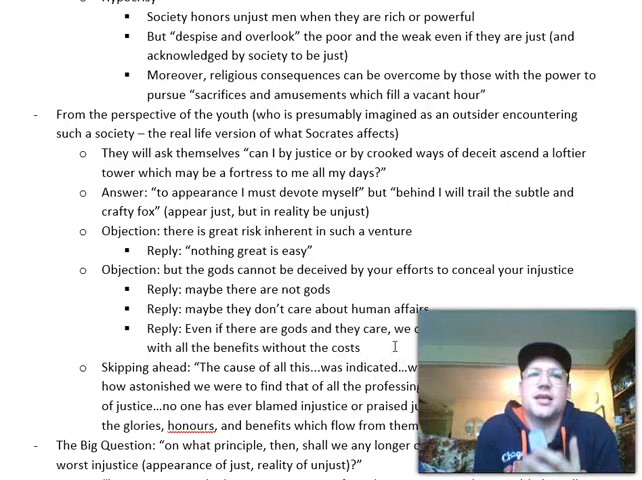 ▪ Society honors unjust men when they are rich or powerful
▪ But “despise and overlook” the poor and the weak even if they are just (and
acknowledged by society to be just)
▪ Moreover, religious consequences can be overcome by those with the power to
pursue “sacrifices and amusements which fill a vacant hour”
- From the perspective of the youth (who is presumably imagined as an outsider encountering
such a society – the real life version of what Socrates affects)
o They will ask themselves “can I by justice or by crooked ways of deceit ascend a loftier
tower which may be a fortress to me all my days?”
o Answer: “to appearance I must devote myself” but “behind I will trail the subtle and
crafty fox” (appear just, but in reality be unjust)
o Objection: there is great risk inherent in such a venture
▪ Reply: “nothing great is easy”
o Objection: but the gods cannot be deceived by your efforts to conceal your injustice
▪ Reply: maybe there are not gods
▪ Reply: maybe they don’t care about human affairs
▪ Reply: Even if there are gods and they care, we
with all the benefits without the costs
o Skipping ahead: “The cause of all this...was indicated...
how astonished we were to find that of all the professing
of justice...no one has ever blamed injustice or praised
the glories, honours, and benefits which flow from them
- The Big Question: “on what principle, then, shall we any longer
worst injustice (appearance of just, reality of unjust)?”